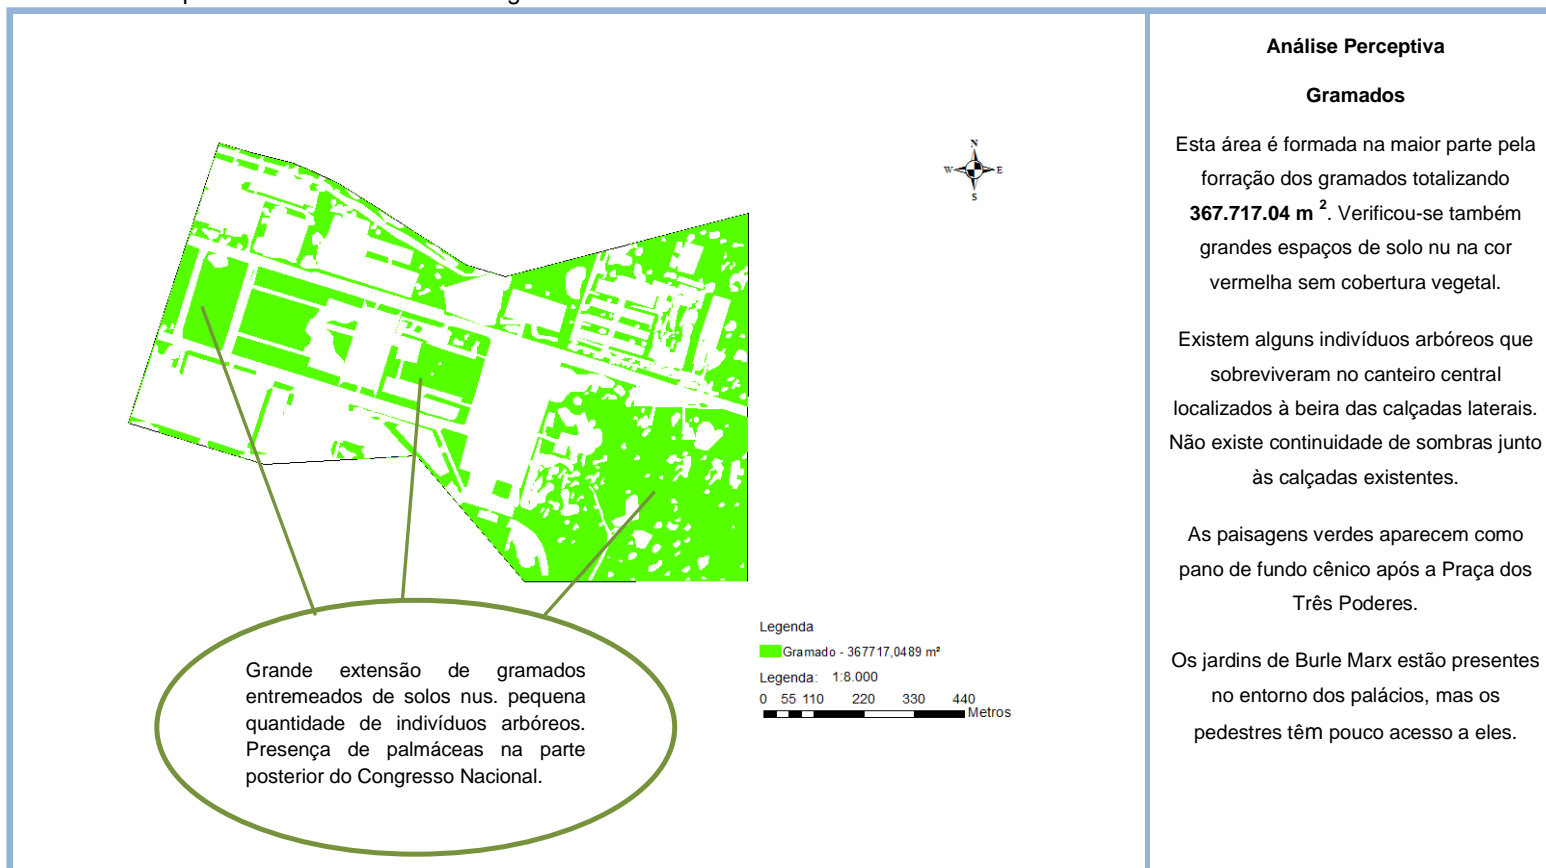 Análise Perceptiva
Gramados
Esta área é formada na maior parte pela
forração dos gramados totalizando
367.717.04 m ². Verificou-se também
grandes espaços de solo nu na cor
vermelha sem cobertura vegetal.
Existem alguns indivíduos arbóreos que
sobreviveram no canteiro central
localizados à beira das calçadas laterais.
Não existe continuidade de sombras junto
às calçadas existentes.
As paisagens verdes aparecem como
pano de fundo cênico após a Praça dos
Três Poderes.
Os jardins de Burle Marx estão presentes
no entorno dos palácios, mas os
pedestres têm pouco acesso a eles.
N
W E
S
Legenda
Gramado - 367717,0489 m²
Legenda: 1:8.000
0 55 110 220 330 440
Metros
Grande extensão de gramados
entremeados de solos nus. pequena
quantidade de indivíduos arbóreos.
Presença de palmáceas na parte
posterior do Congresso Nacional.